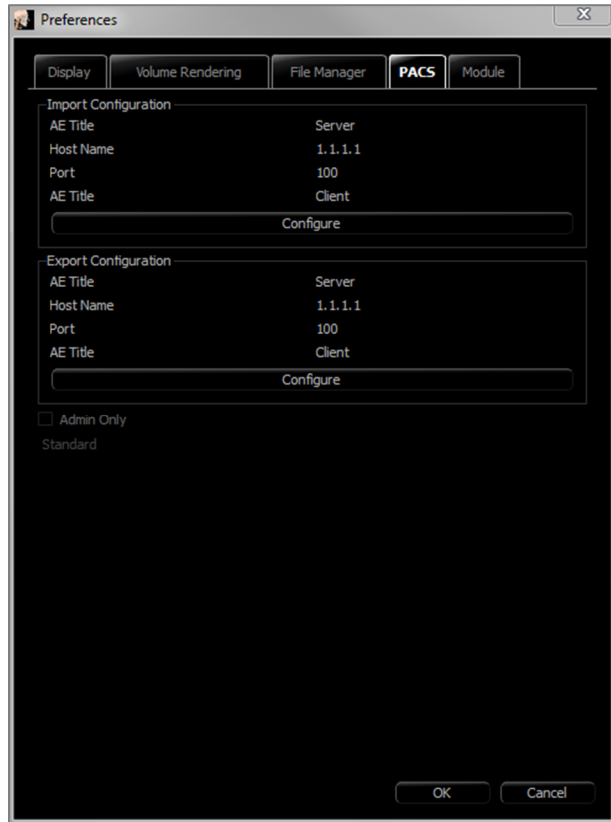 Preferences
Display Volume Rendering File Manager PACS Module
Import Configuration
AE Title Server
Host Name 1.1.1.1
Port 100
AE Title Client
Configure
Export Configuration
AE Title Server
Host Name 1.1.1.1
Port 100
AE Title Client
Configure
Admin Only
Standard
OK Cancel